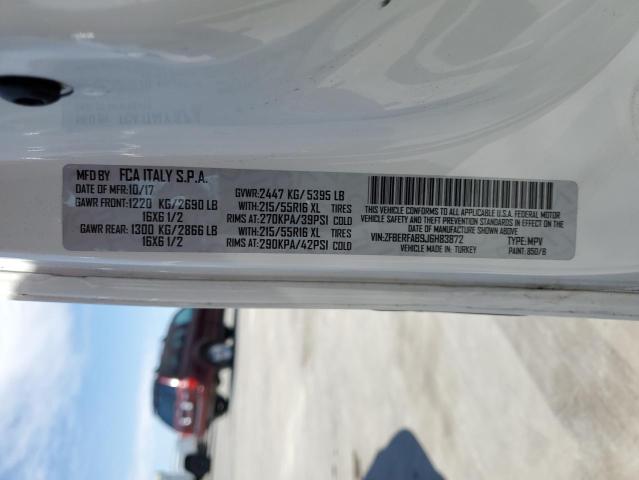 MFD BY: FCA ITALY S.P.A.
DATE OF MFR:10/17
GVWR:2447 KG/5395 LB
GAWR FRONT:1220 KG/2690 LB
WITH:215/55R16 XL TIRES
16X6 1/2
RIMS AT:270KPA/39PSI COLD
GAWR REAR:1300 KG/2866 LB
WITH:215/55R16 XL TIRES
16X6 1/2
RIMS AT:290KPA/42PSI COLD
THIS VEHICLE CONFORMS TO ALL APPLICABLE U.S.A. FEDERAL MOTOR
VEHICLE SAFETY, BUMPER, AND THEFT PREVENTION STANDARDS IN EFFECT
ON THE DATE OF MANUFACTURE SHOWN ABOVE
VIN:ZFBERFAB9J6H83872
TYPE:MPV
VEHICLE MADE IN: TURKEY
PAINT: 850/B